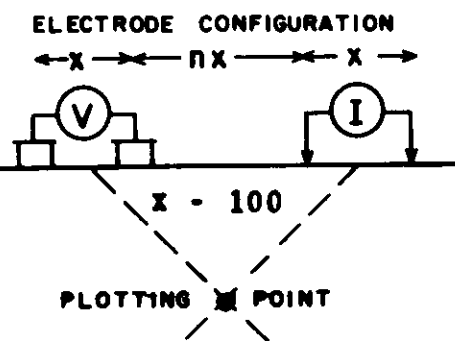 ELECTRODE CONFIGURATION
x nx x
V I
x - 100
PLOTTING POINT